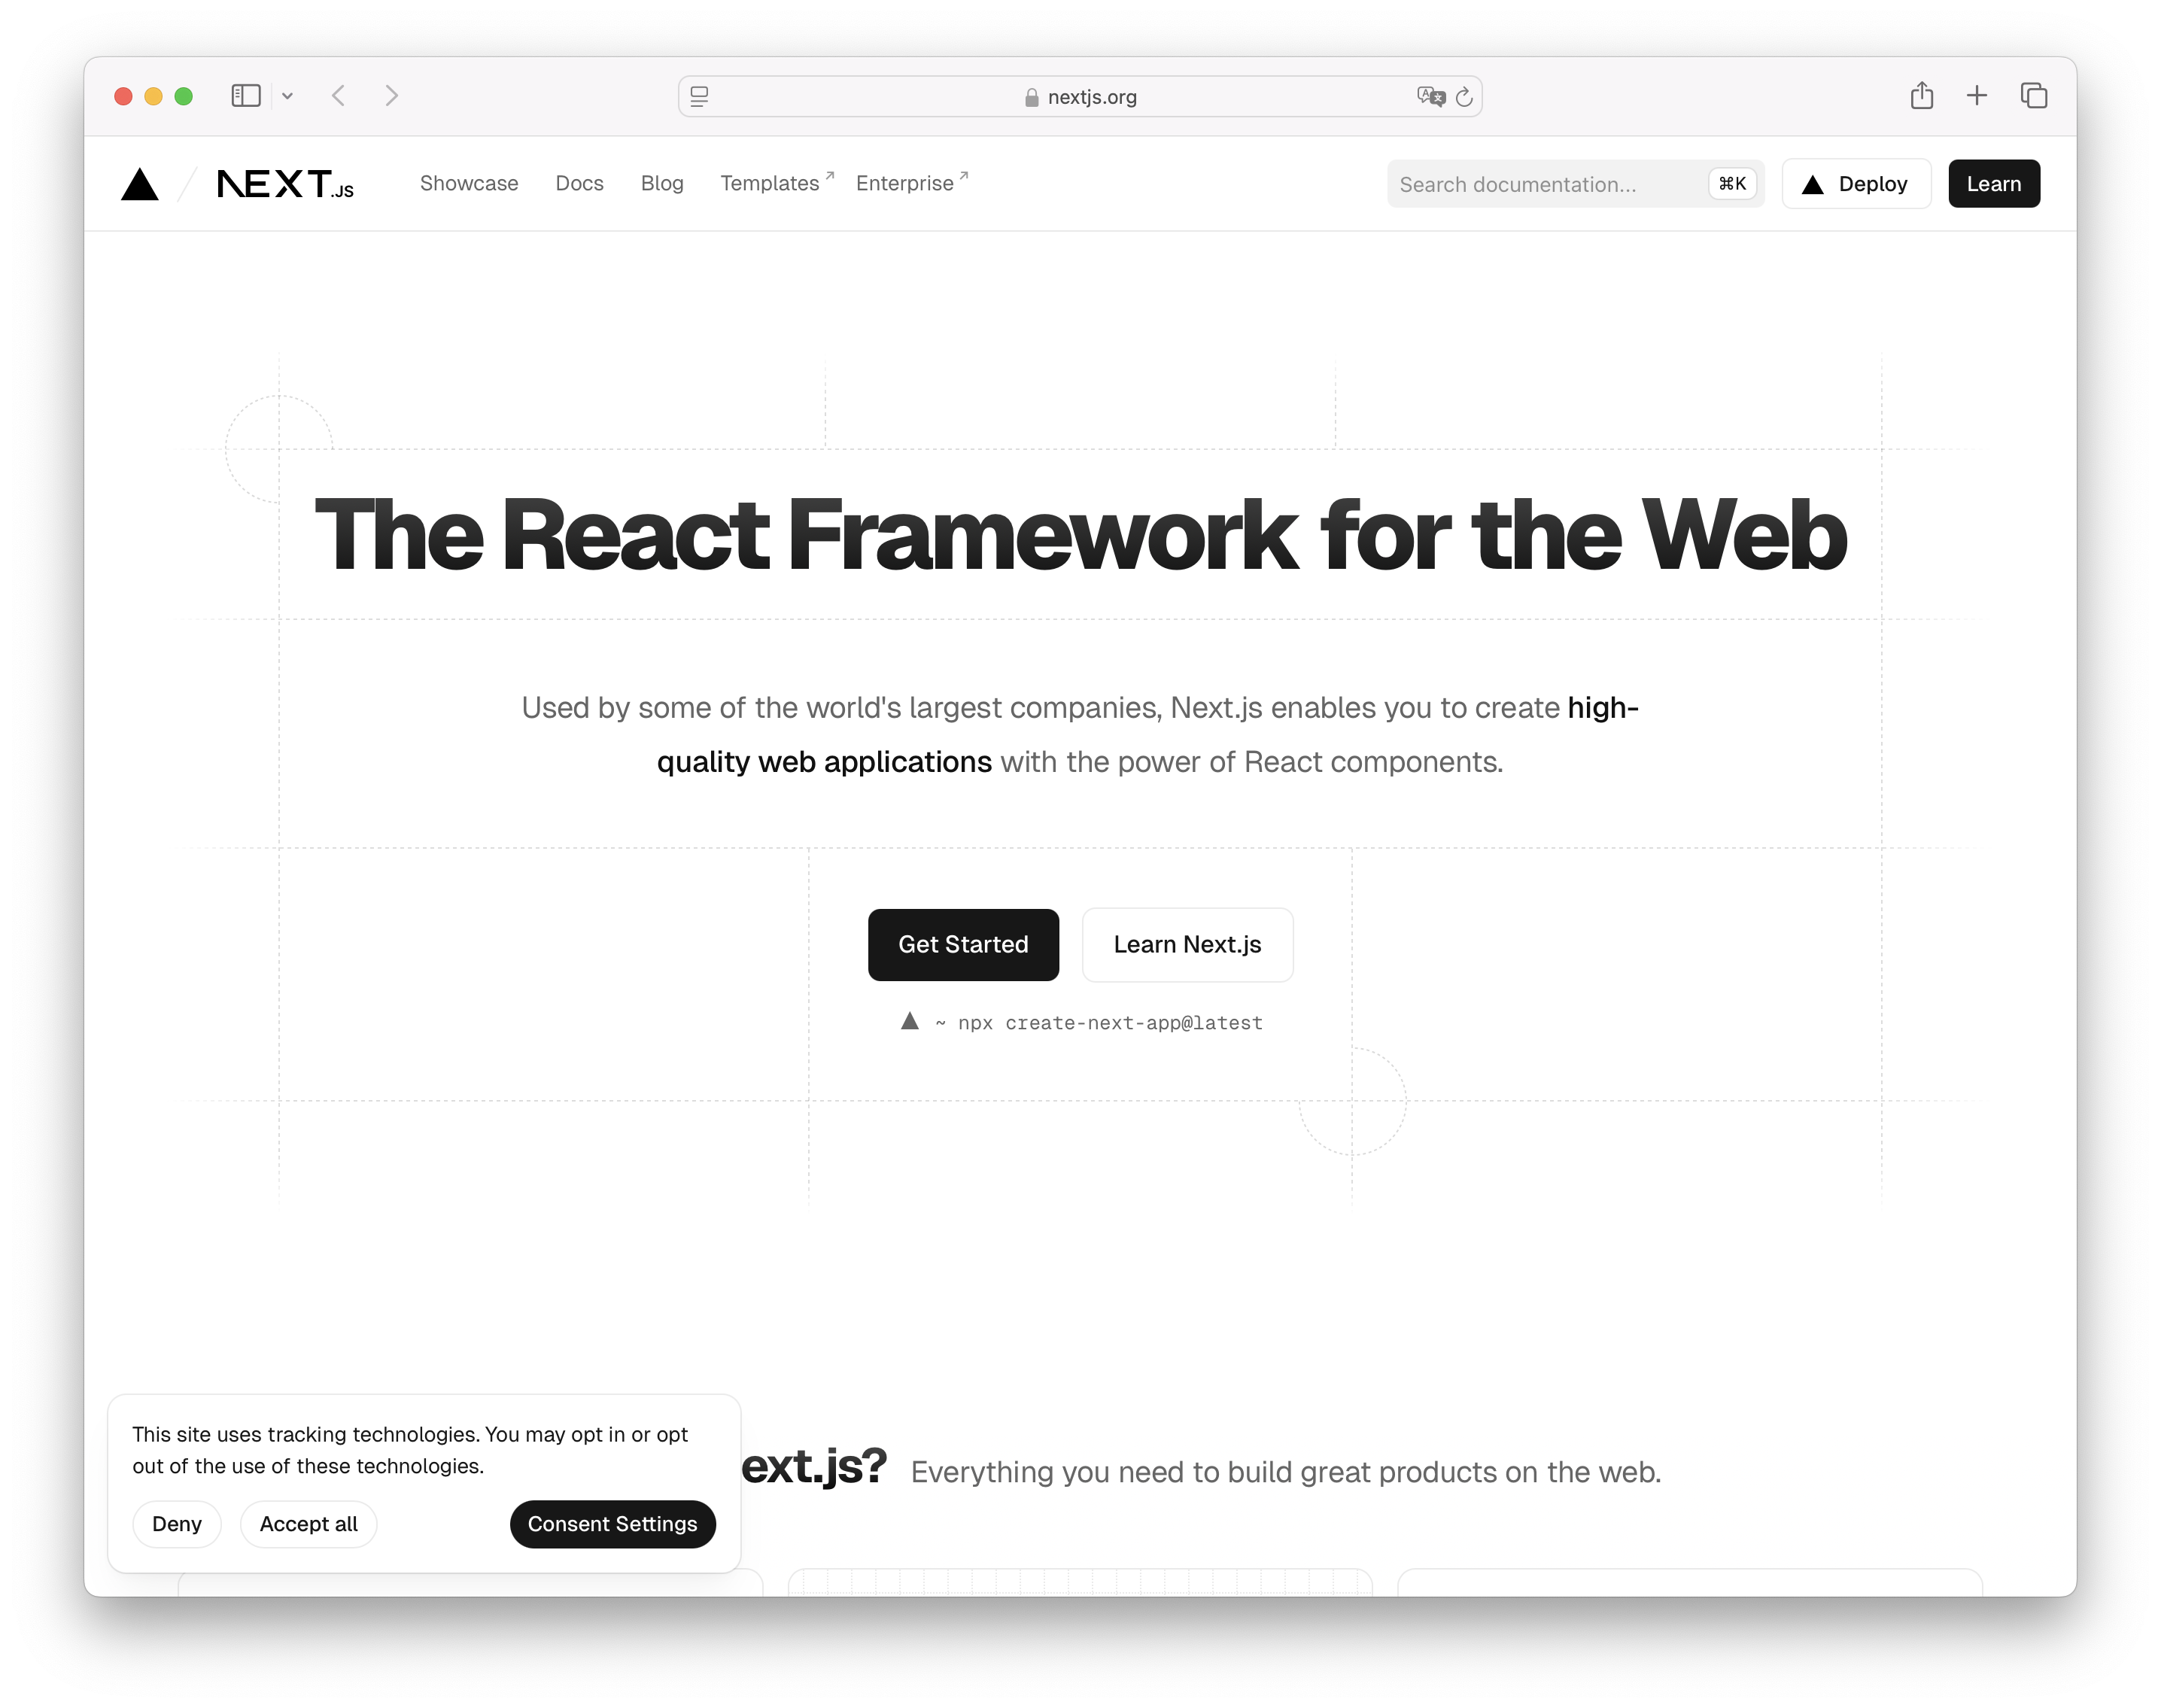 nextjs.org
NEXT.JS
Showcase
Docs
Blog
Templates ↗
Enterprise ↗
Search documentation...
⌘K
Deploy
Learn
The React Framework for the Web
Used by some of the world's largest companies, Next.js enables you to create high-
quality web applications with the power of React components.
Get Started
Learn Next.js
~ npx create-next-app@latest
ext.js?
Everything you need to build great products on the web.
This site uses tracking technologies. You may opt in or opt
out of the use of these technologies.
Deny
Accept all
Consent Settings